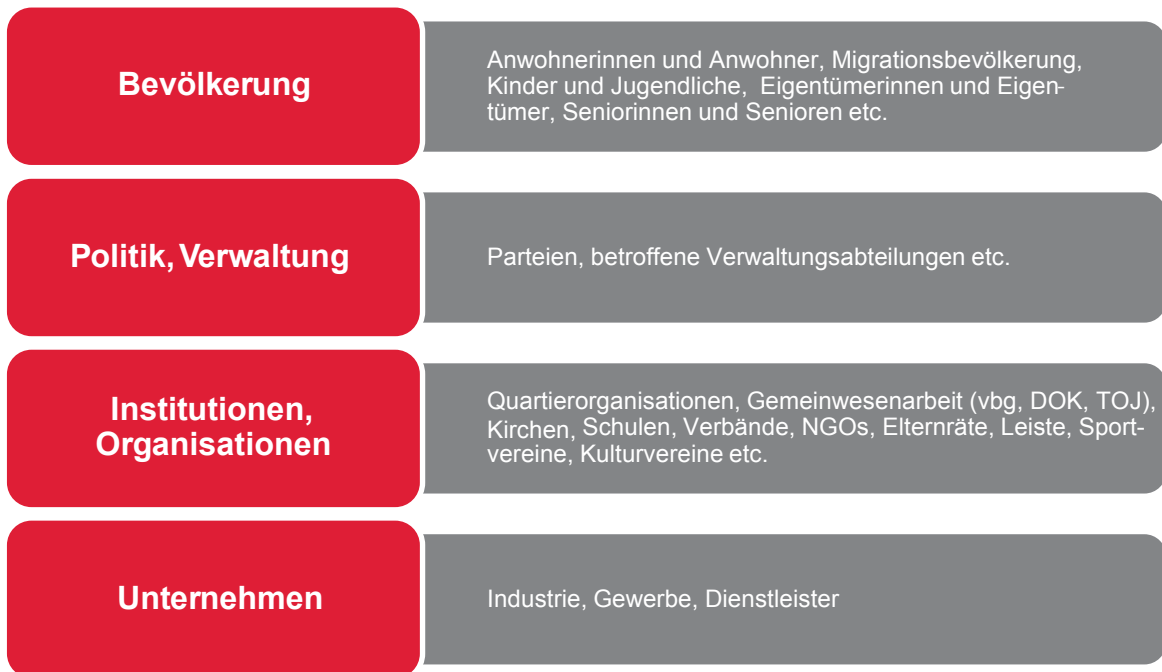 Bevölkerung
Anwohnerinnen und Anwohner, Migrationsbevölkerung,
Kinder und Jugendliche, Eigentümerinnen und Eigen-
tümer, Seniorinnen und Senioren etc.
Politik, Verwaltung
Parteien, betroffene Verwaltungsabteilungen etc.
Institutionen,
Organisationen
Quartierorganisationen, Gemeinwesenarbeit (vbg, DOK, TOJ),
Kirchen, Schulen, Verbände, NGOs, Elternräte, Leiste, Sport-
vereine, Kulturvereine etc.
Unternehmen
Industrie, Gewerbe, Dienstleister